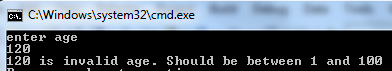 C:\Windows\system32\cmd.exe
enter age
120
120 is invalid age. Should be between 1 and 100